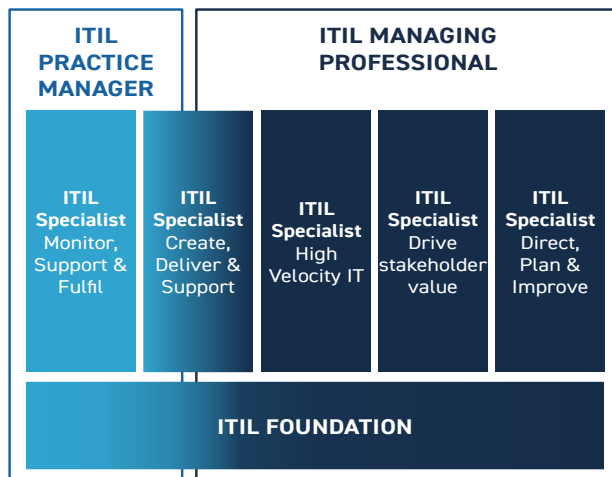 ITIL
PRACTICE
MANAGER
ITIL MANAGING
PROFESSIONAL
ITIL
Specialist
Monitor,
Support &
Fulfil
ITIL
Specialist
Create,
Deliver &
Support
ITIL
Specialist
High
Velocity IT
ITIL
Specialist
Drive
stakeholder
value
ITIL
Specialist
Direct,
Plan &
Improve
ITIL FOUNDATION